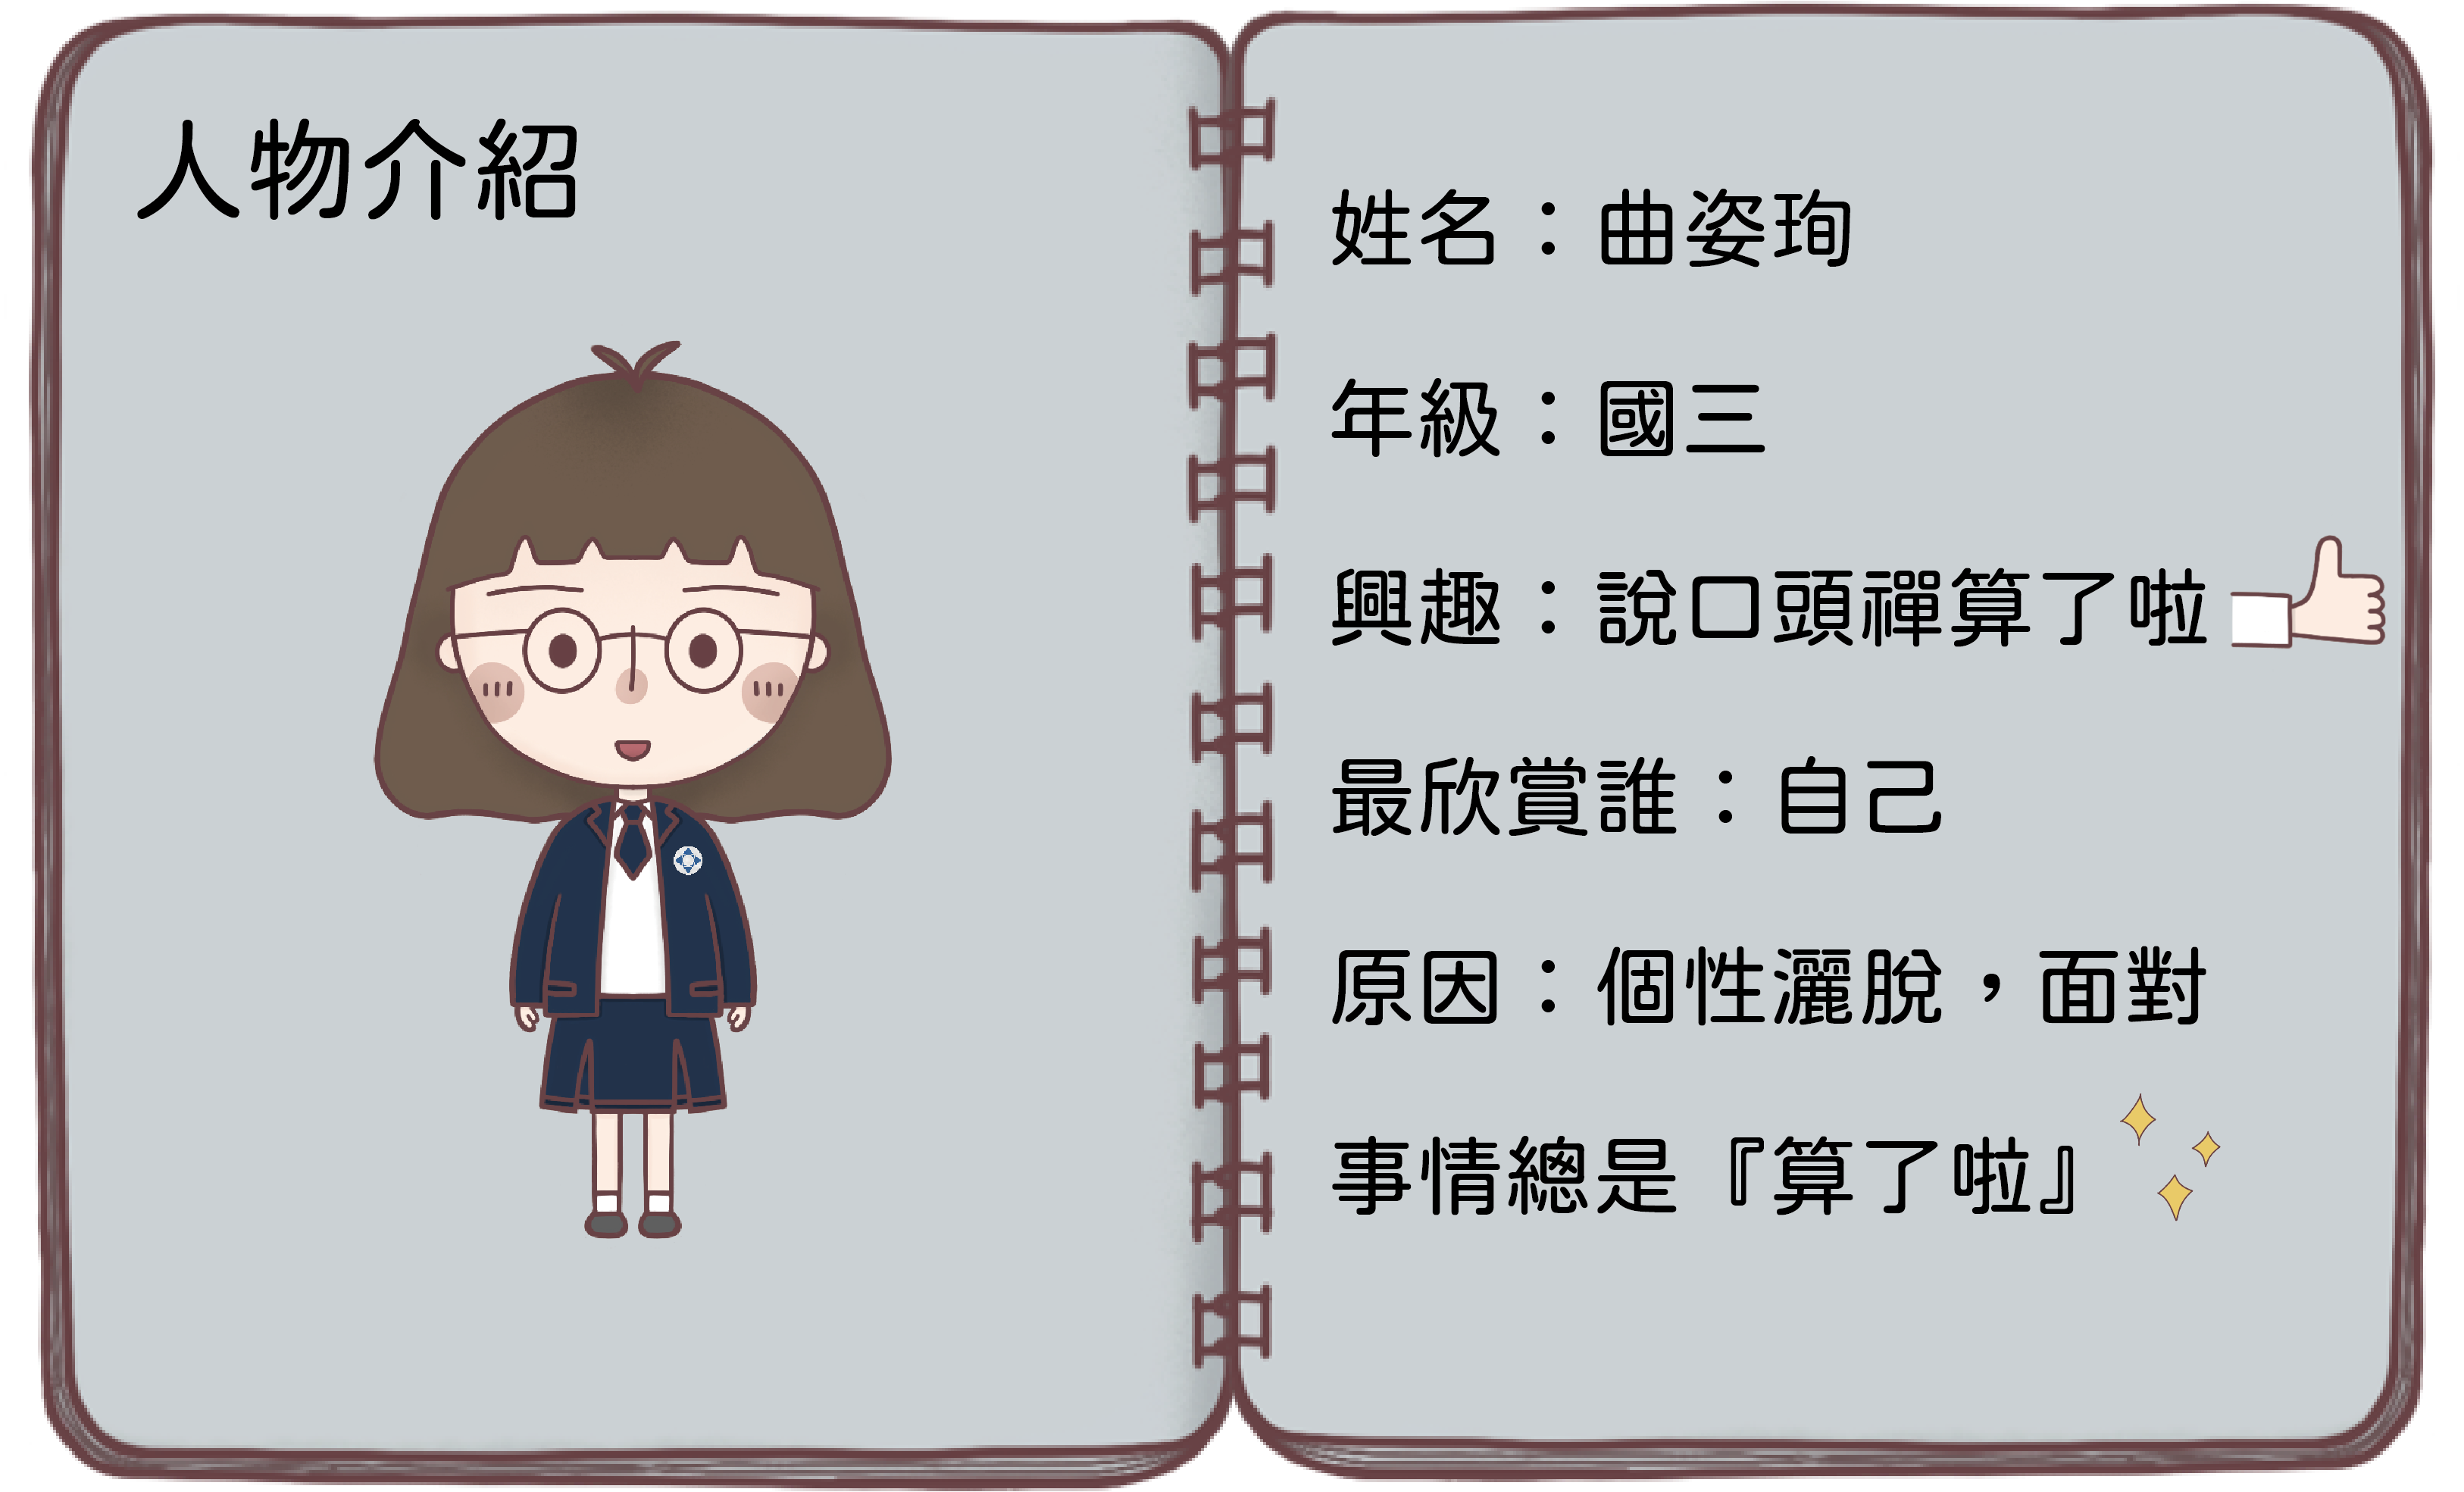 人物介紹
姓名：曲姿珣
年級：國三
興趣：說口頭禪算了啦
最欣賞誰：自己
原因：個性灑脫，面對
事情總是『算了啦』